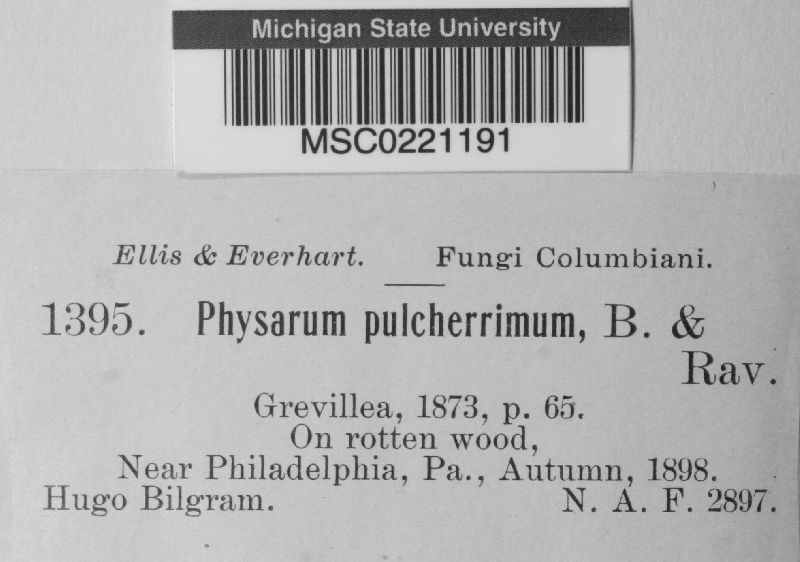 Michigan State University
MSC0221191
Ellis & Everhart. Fungi Columbiani.
1395. Physarum pulcherrimum, B. &
Rav.
Grevillea, 1873, p. 65.
On rotten wood,
Near Philadelphia, Pa., Autumn, 1898.
Hugo Bilgram. N. A. F. 2897.